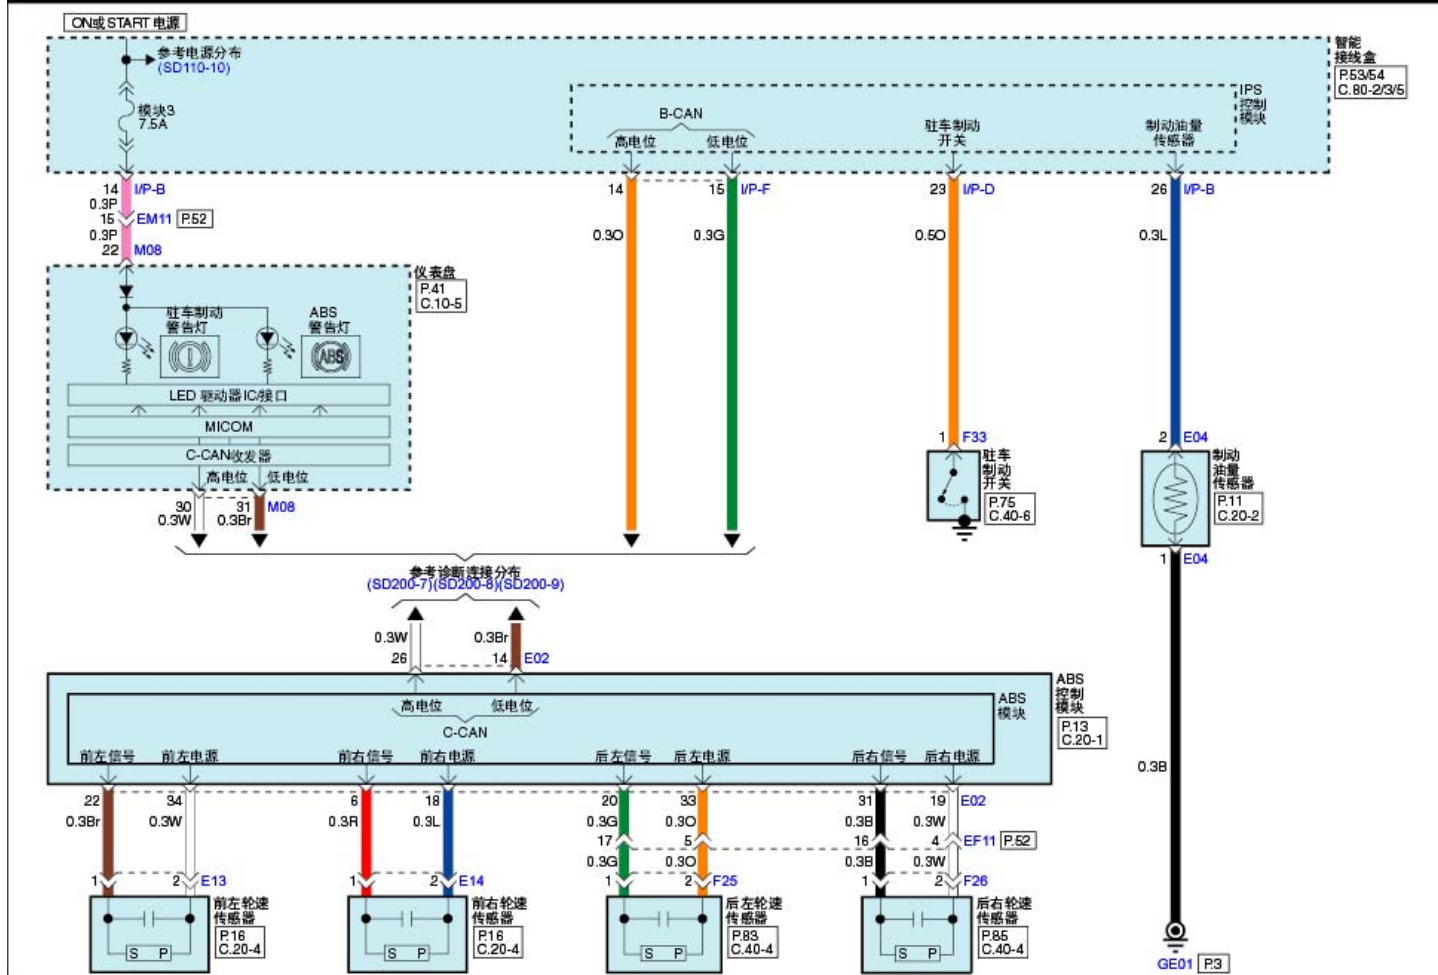 ON或START 电源
参考电源分布
(SD110-10)
智能
接线盒
P.53/54
C.80-2/3/5
模块3
7.5A
IPS
控制
模块
B-CAN
高电位
低电位
驻车制动
开关
制动油量
传感器
14 I/P-B
14
15 I/P-F
23 I/P-D
26 I/P-B
0.3P
15 EM11 P.52
0.3P
22 M08
0.3O
0.3G
0.5O
0.3L
仪表盘
P.41
C.10-5
驻车制动
警告灯
ABS
警告灯
ABS
LED 驱动器IC/接口
MICOM
C-CAN收发器
高电位
低电位
30
31 M08
0.3W
0.3Br
1 F33
驻车
制动
开关
P.75
C.40-6
2 E04
制动
油量
传感器
P.11
C.20-2
1 E04
参考诊断连接分布
(SD200-7)(SD200-8)(SD200-9)
0.3W
0.3Br
26
14 E02
ABS
控制
模块
P.13
C.20-1
ABS
模块
高电位
低电位
C-CAN
前左信号
前左电源
前右信号
前右电源
后左信号
后左电源
后右信号
后右电源
22
34
6
18
20
33
31
19 E02
0.3Br
0.3W
0.3R
0.3L
0.3G
0.3O
0.3B
0.3W
17
5
16
4 EF11 P.52
0.3G
0.3O
0.3B
0.3W
0.3B
1
2 E13
1
2 E14
1
2 F25
1
2 F26
前左轮速
传感器
P.16
C.20-4
S P
前右轮速
传感器
P.16
C.20-4
S P
后左轮速
传感器
P.83
C.40-4
S P
后右轮速
传感器
P.85
C.40-4
S P
GE01 P.3